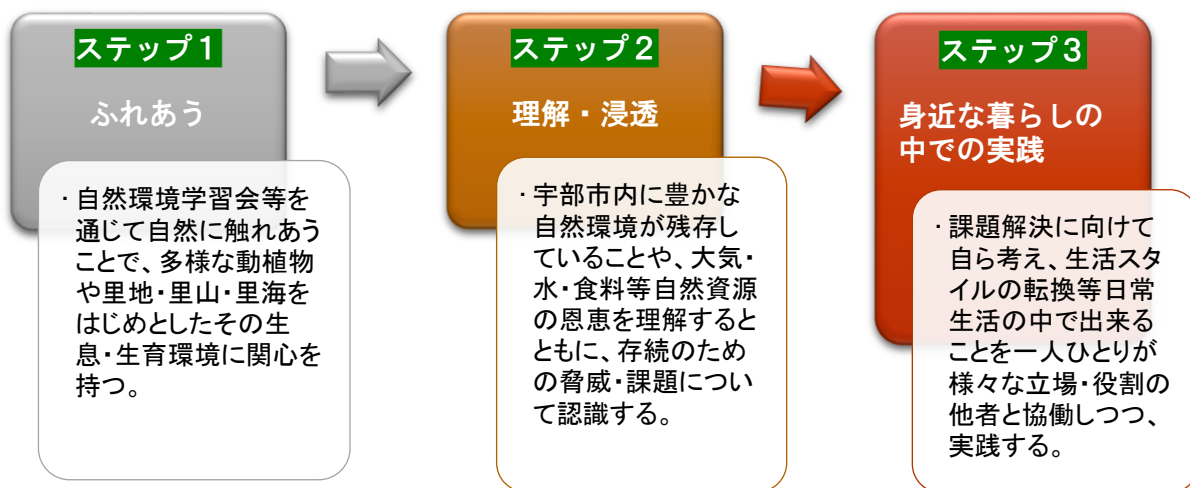 ステップ1
ふれあう
・自然環境学習会等を
通じて自然に触れあう
ことで、多様な動植物
や里地・里山・里海を
はじめとしたその生
息・生育環境に関心を
持つ。
ステップ2
理解・浸透
・宇部市内に豊かな
自然環境が残存し
ていることや、大気・
水・食料等自然資源
の恩恵を理解すると
ともに、存続のため
の脅威・課題につい
て認識する。
ステップ3
身近な暮らしの
中での実践
・課題解決に向けて
自ら考え、生活スタ
イルの転換等日常
生活の中で出来る
ことを一人ひとりが
様々な立場・役割の
他者と協働しつつ、
実践する。